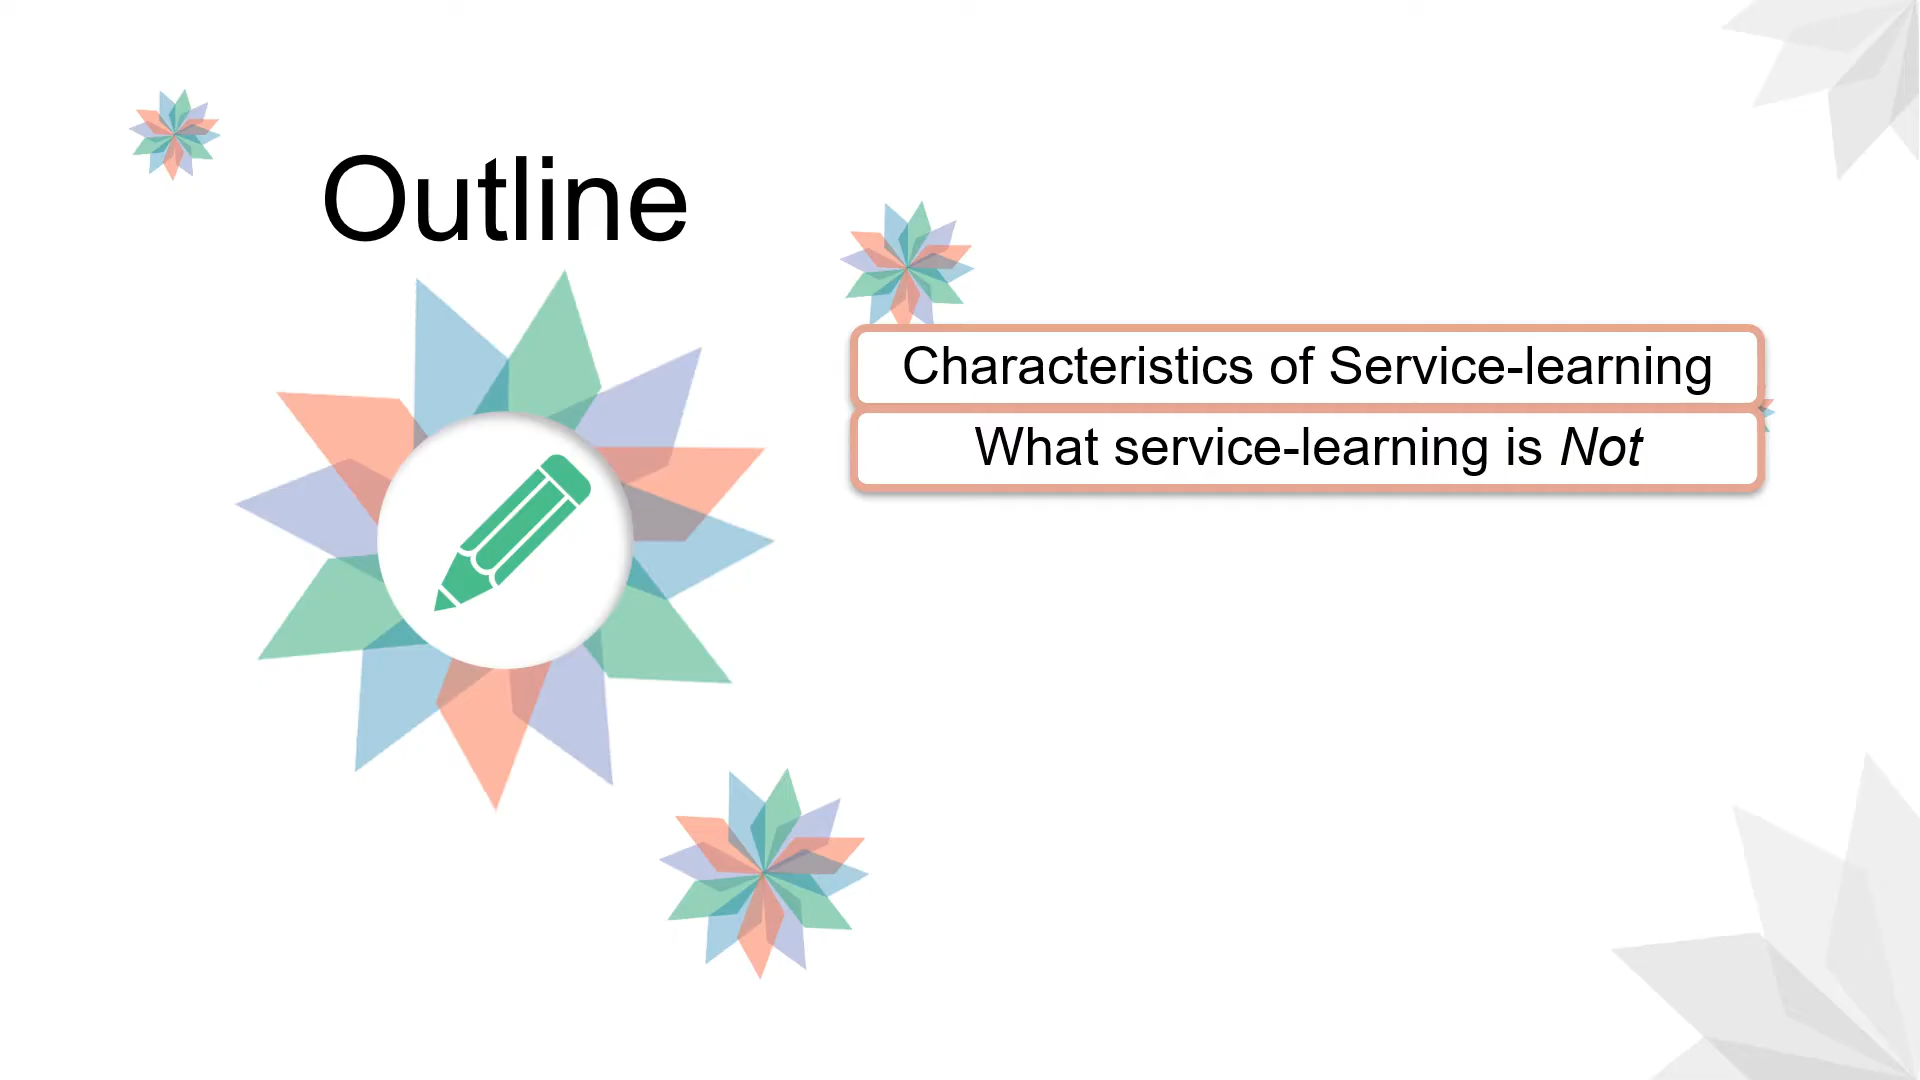 Outline
Characteristics of Service-learning
What service-learning is Not